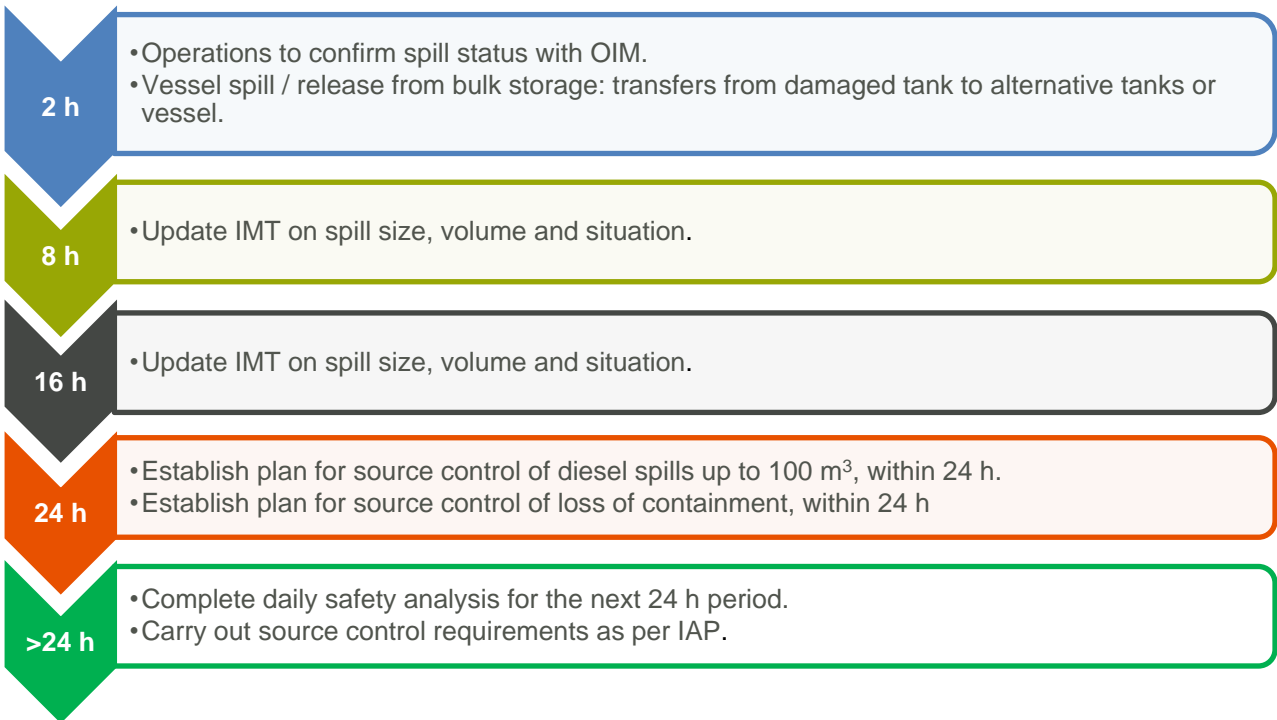 2 h
•Operations to confirm spill status with OIM.
•Vessel spill / release from bulk storage: transfers from damaged tank to alternative tanks or
vessel.
8 h
•Update IMT on spill size, volume and situation.
16 h
•Update IMT on spill size, volume and situation.
24 h
•Establish plan for source control of diesel spills up to 100 m³, within 24 h.
•Establish plan for source control of loss of containment, within 24 h
>24 h
•Complete daily safety analysis for the next 24 h period.
•Carry out source control requirements as per IAP.